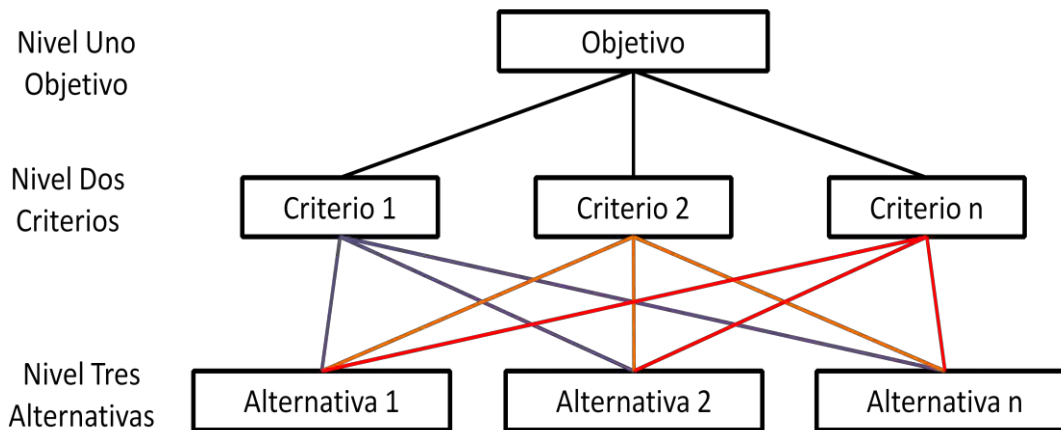 Nivel Uno
Objetivo
Objetivo
Nivel Dos
Criterios
Criterio 1
Criterio 2
Criterio n
Nivel Tres
Alternativas
Alternativa 1
Alternativa 2
Alternativa n